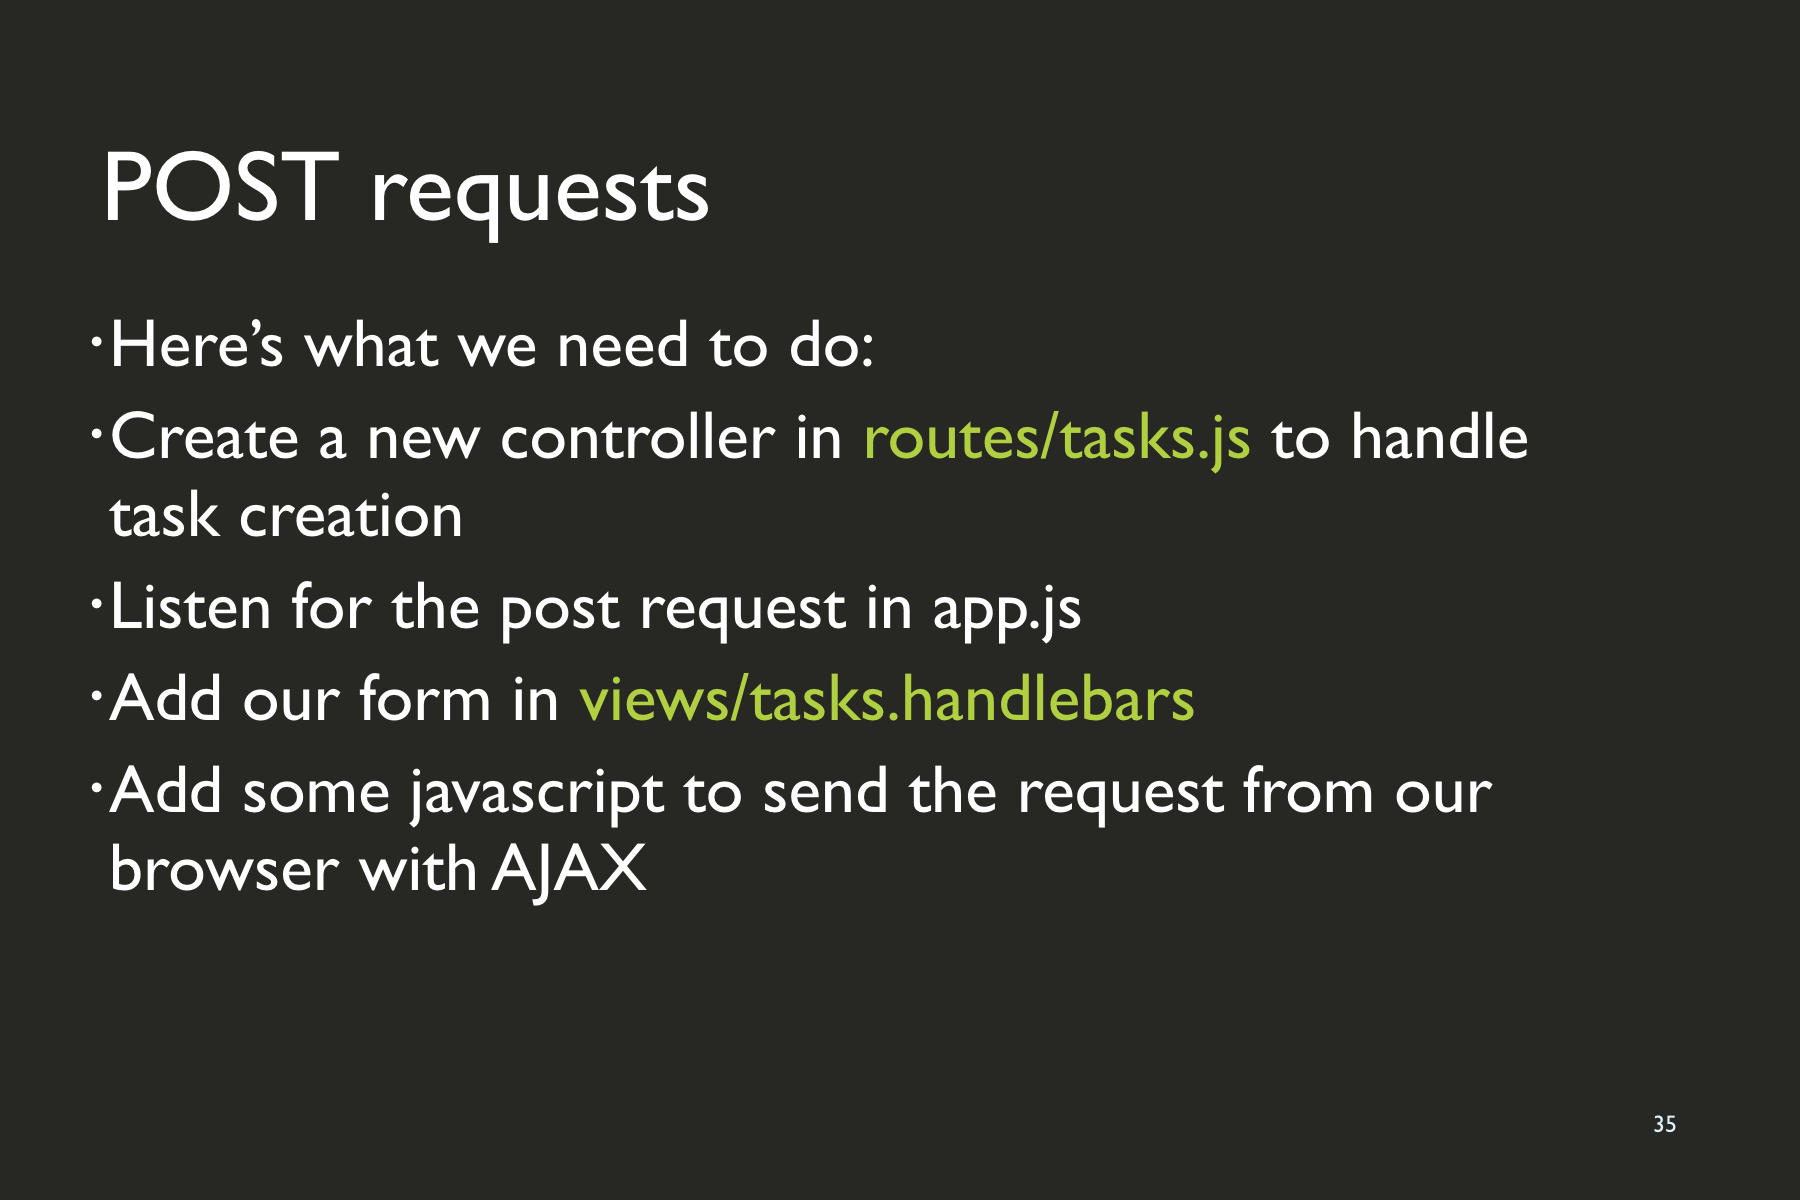 POST requests
·Here’s what we need to do:
·Create a new controller in routes/tasks.js to handle
task creation
·Listen for the post request in app.js
·Add our form in views/tasks.handlebars
·Add some javascript to send the request from our
browser with AJAX
35